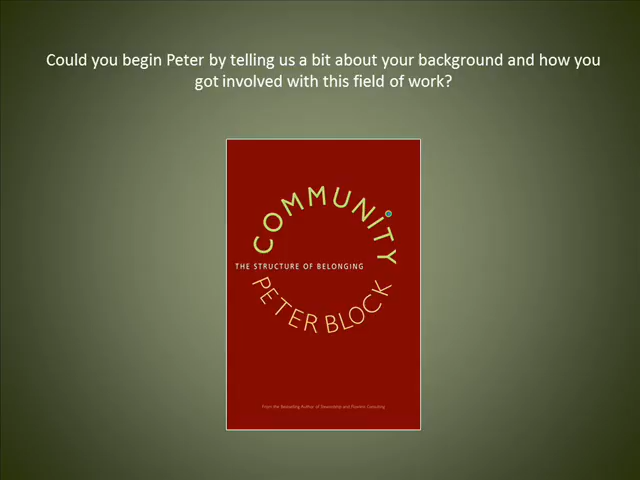 Could you begin Peter by telling us a bit about your background and how you
got involved with this field of work?
COMMUNITY
THE STRUCTURE OF BELONGING
PETER BLOCK
From the Bestselling Author of Stewardship and Flawless Consulting